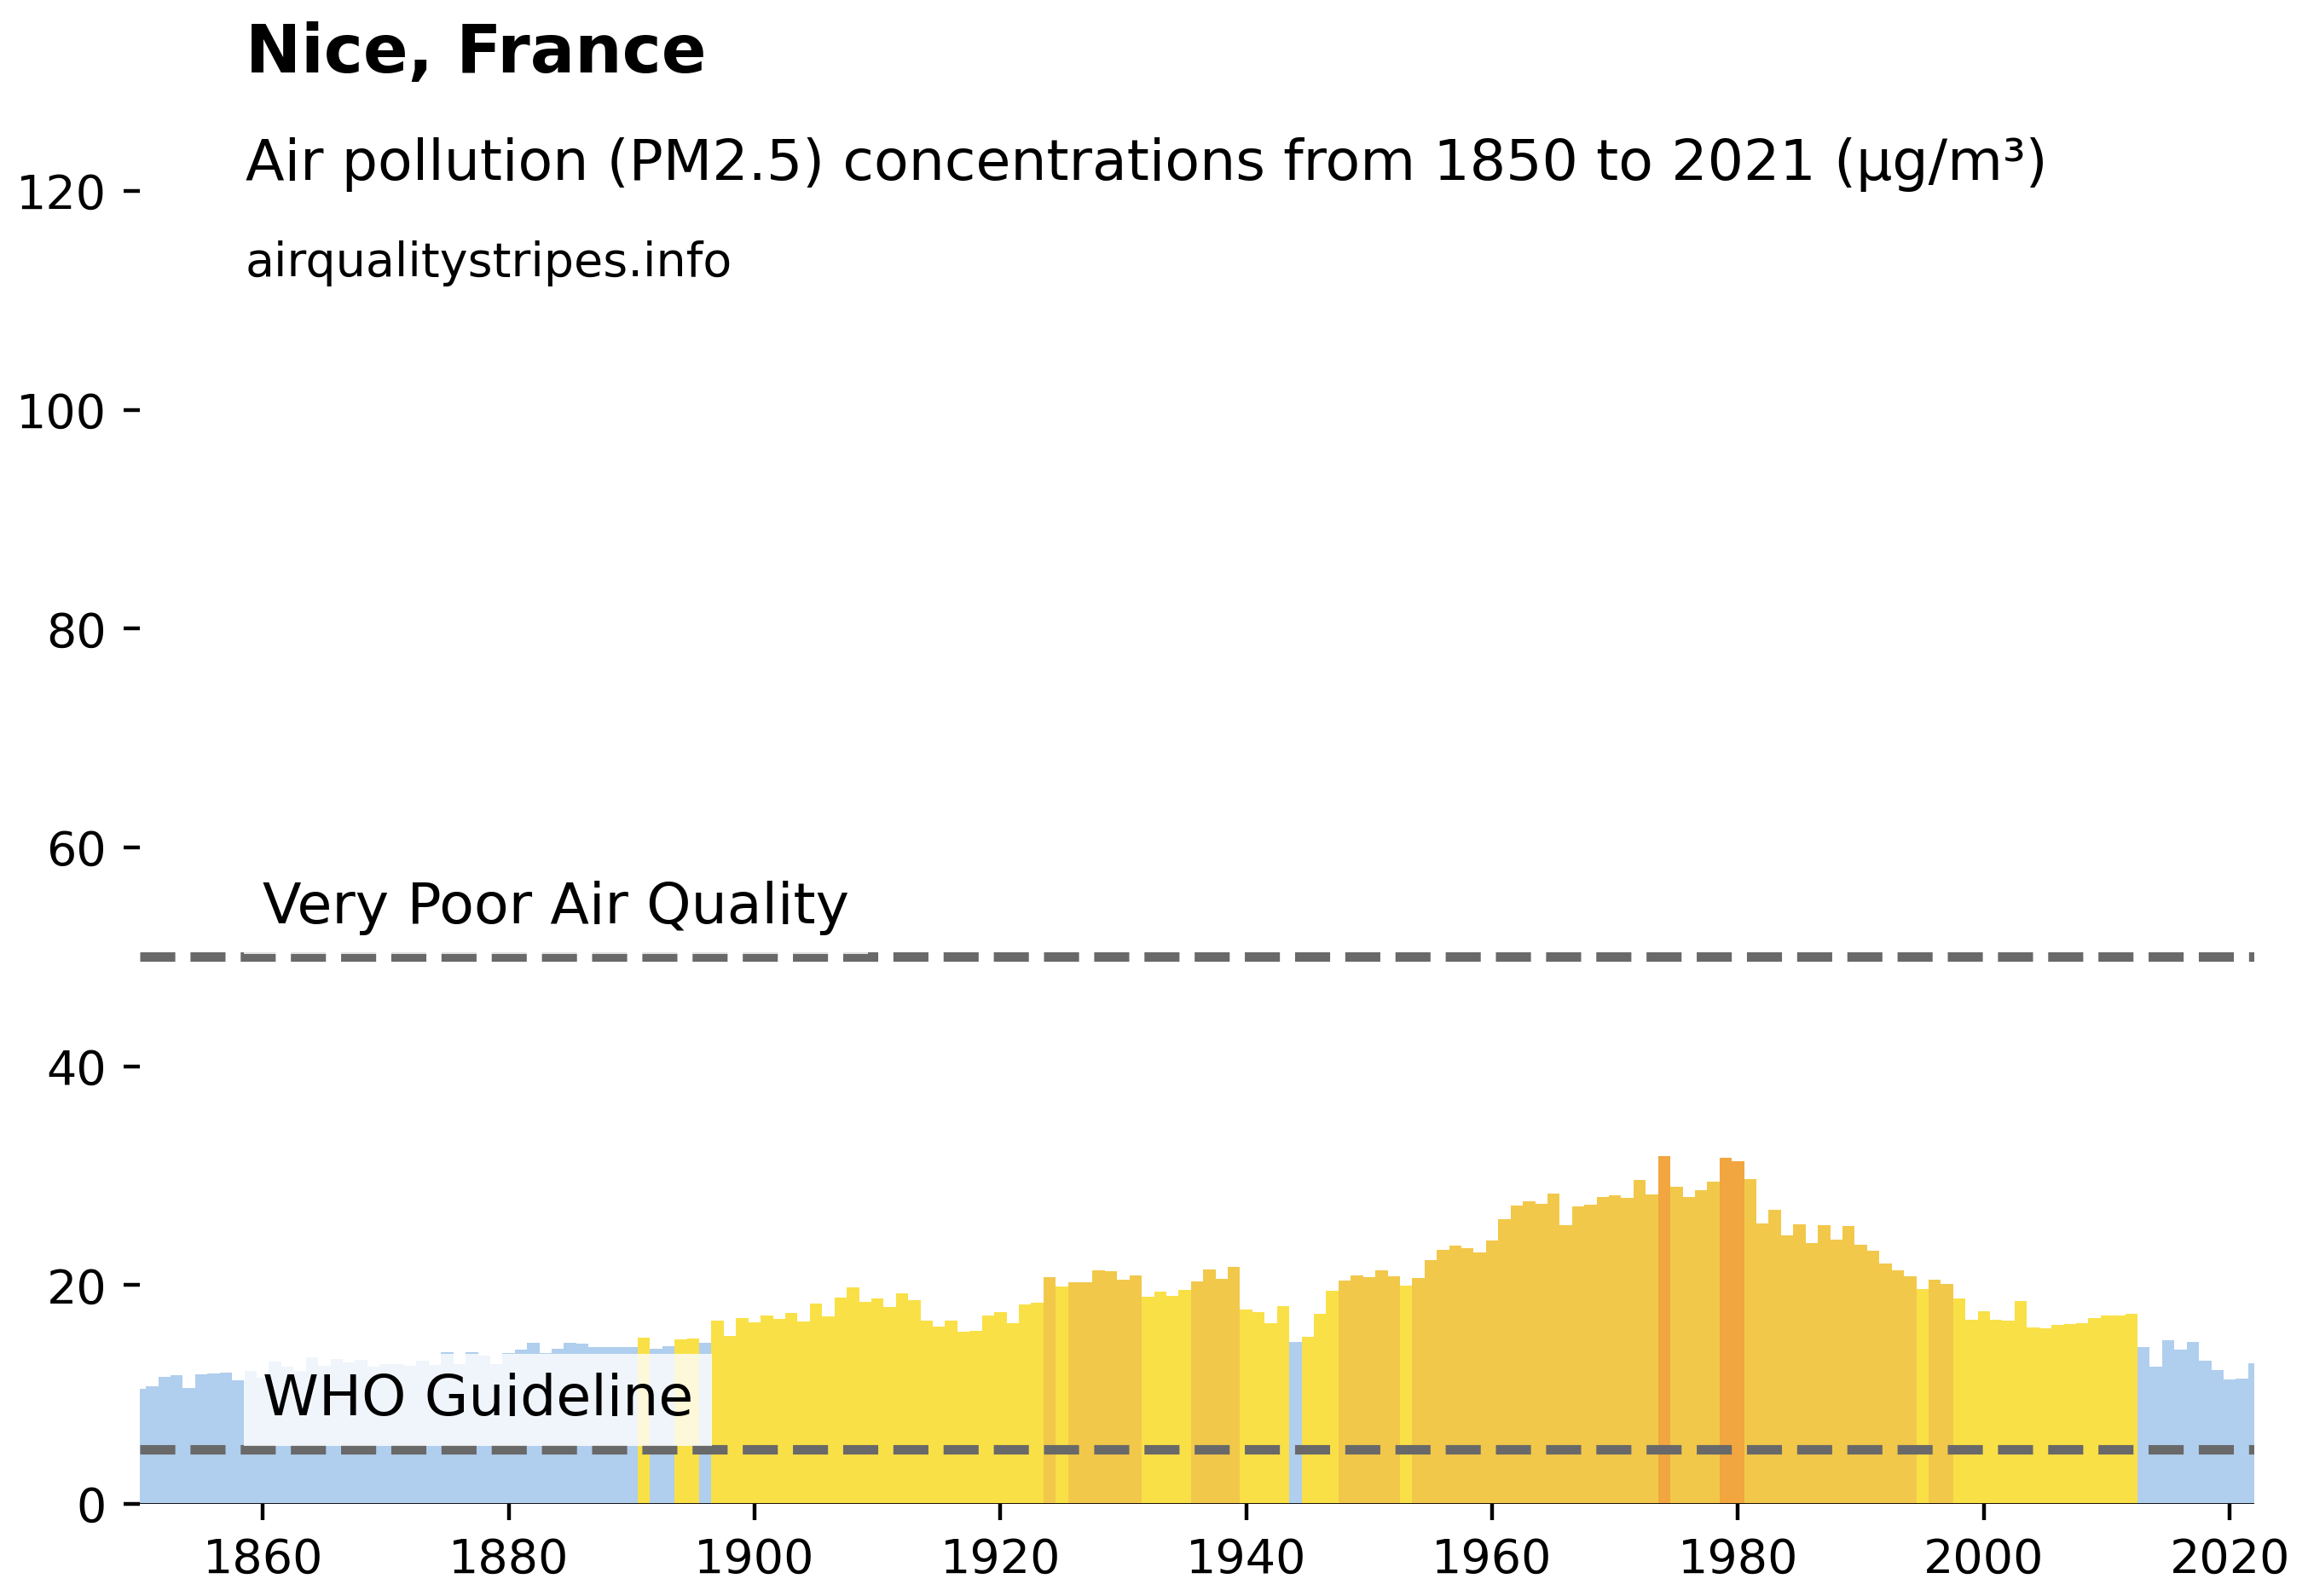 Nice, France
Air pollution (PM2.5) concentrations from 1850 to 2021 (µg/m³)
120
airqualitystripes.info
100
80
60
Very Poor Air Quality
40
20
WHO Guideline
0
1860 1880 1900 1920 1940 1960 1980 2000 2020